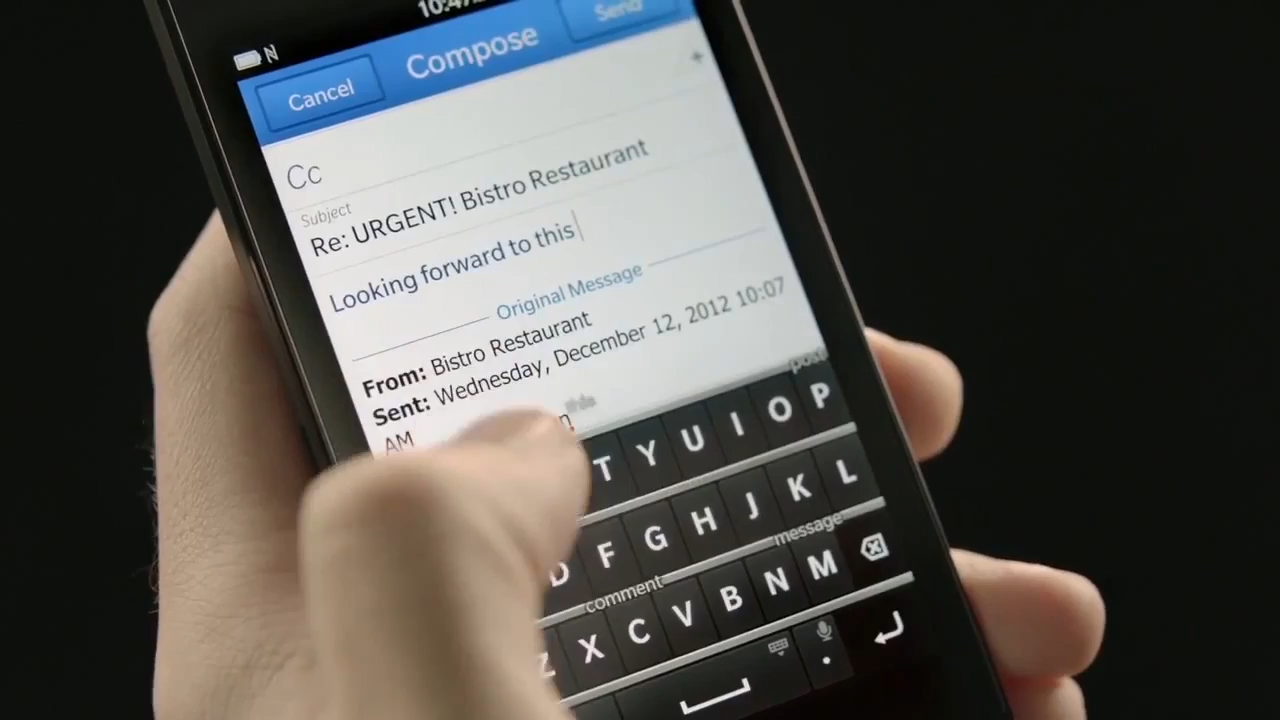 Cancel Compose Send
Cc +
Subject
Re: URGENT! Bistro Restaurant
Looking forward to this
Original Message
From: Bistro Restaurant
Sent: Wednesday, December 12, 2012 10:07
AM
this
T Y U I O P
D F G H J K L
comment message
Z X C V B N M